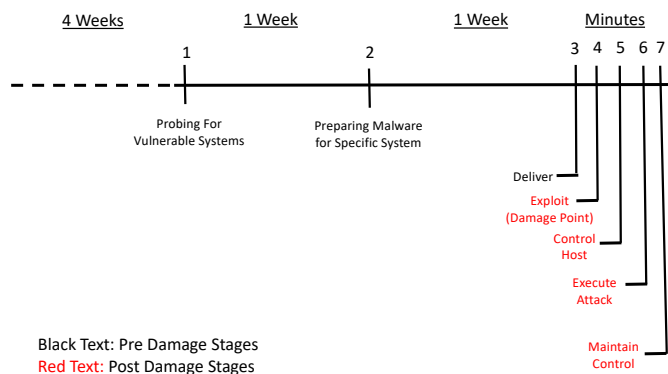 4 Weeks
1 Week
1 Week
Minutes
1
2
3
4
5
6
7
Probing For
Vulnerable Systems
Preparing Malware
for Specific System
Deliver
Exploit
(Damage Point)
Control
Host
Execute
Attack
Maintain
Control
Black Text: Pre Damage Stages
Red Text: Post Damage Stages